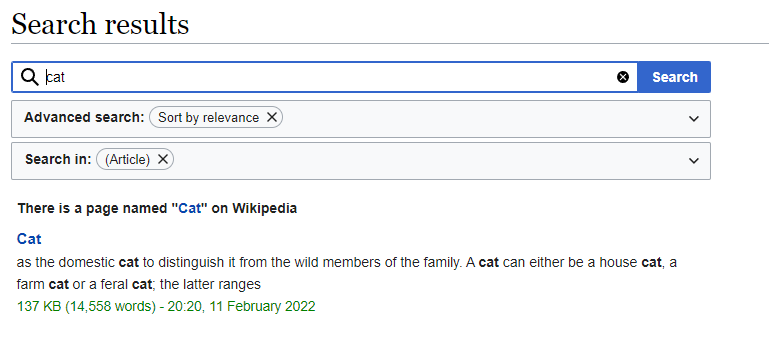 Search results
cat
Search
Advanced search: Sort by relevance
Search in: (Article)
There is a page named "Cat" on Wikipedia
Cat
as the domestic cat to distinguish it from the wild members of the family. A cat can either be a house cat, a
farm cat or a feral cat; the latter ranges
137 KB (14,558 words) - 20:20, 11 February 2022